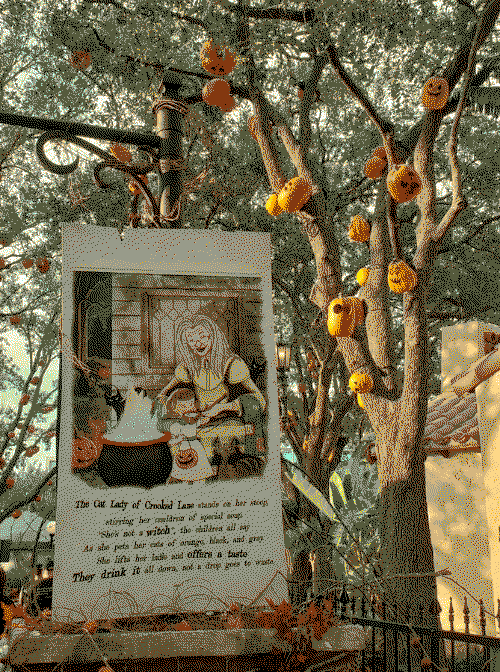 The Cat Lady of Crooked Lane stands on her stoop,
stirring her cauldron of special soup.
"She's not a witch", the children all say
As she pets her cats of orange, black, and gray.
She lifts her ladle and offers a taste
They drink it all down, not a drop goes to waste.